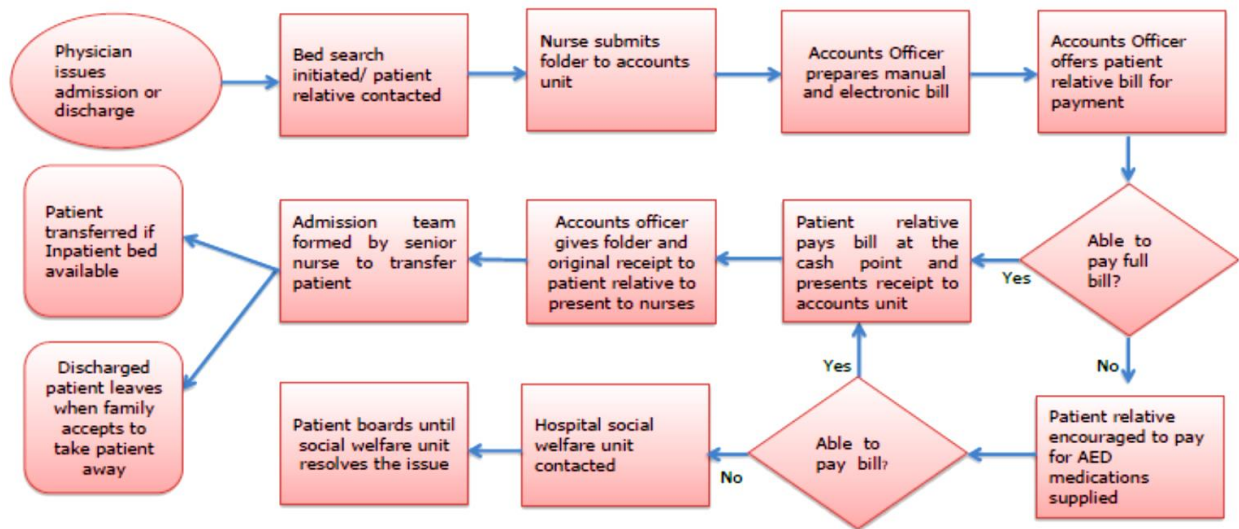 Physician
issues
admission or
discharge
Bed search
initiated/ patient
relative contacted
Nurse submits
folder to accounts
unit
Accounts Officer
prepares manual
and electronic bill
Accounts Officer
offers patient
relative bill for
payment
Able to
pay full
bill?
Yes
No
Patient relative
pays bill at the
cash point and
presents receipt to
accounts unit
Accounts officer
gives folder and
original receipt to
patient relative to
present to nurses
Admission team
formed by senior
nurse to transfer
patient
Patient
transferred if
Inpatient bed
available
Discharged
patient leaves
when family
accepts to
take patient
away
Patient relative
encouraged to pay
for AED
medications
supplied
Able to
pay bill?
Yes
No
Hospital social
welfare unit
contacted
Patient boards until
social welfare unit
resolves the issue